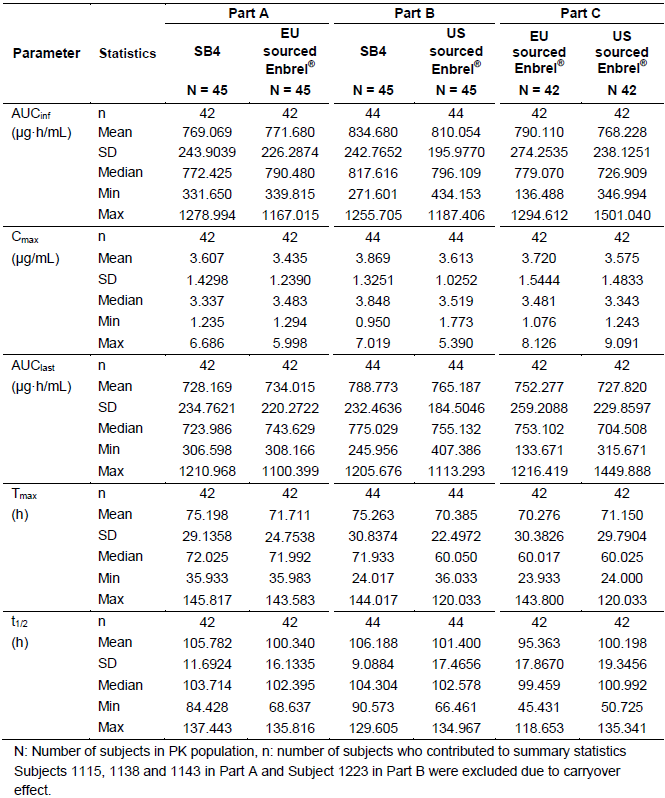 Part A Part B Part C
Parameter Statistics SB4 EU sourced Enbrel® SB4 US sourced Enbrel® EU sourced Enbrel® US sourced Enbrel®
N = 45 N = 45 N = 45 N = 45 N = 42 N 42
AUCinf n 42 42 44 44 42 42
(µg·h/mL) Mean 769.069 771.680 834.680 810.054 790.110 768.228
SD 243.9039 226.2874 242.7652 195.9770 274.2535 238.1251
Median 772.425 790.480 817.616 796.109 779.070 726.909
Min 331.650 339.815 271.601 434.153 136.488 346.994
Max 1278.994 1167.015 1255.705 1187.406 1294.612 1501.040
Cmax n 42 42 44 44 42 42
(µg/mL) Mean 3.607 3.435 3.869 3.613 3.720 3.575
SD 1.4298 1.2390 1.3251 1.0252 1.5444 1.4833
Median 3.337 3.483 3.848 3.519 3.481 3.343
Min 1.235 1.294 0.950 1.773 1.076 1.243
Max 6.686 5.998 7.019 5.390 8.126 9.091
AUClast n 42 42 44 44 42 42
(µg·h/mL) Mean 728.169 734.015 788.773 765.187 752.277 727.820
SD 234.7621 220.2722 232.4636 184.5046 259.2088 229.8597
Median 723.986 743.629 775.029 755.132 753.102 704.508
Min 306.598 308.166 245.956 407.386 133.671 315.671
Max 1210.968 1100.399 1205.676 1113.293 1216.419 1449.888
Tmax n 42 42 44 44 42 42
(h) Mean 75.198 71.711 75.263 70.385 70.276 71.150
SD 29.1358 24.7538 30.8374 22.4972 30.3826 29.7904
Median 72.025 71.992 71.933 60.050 60.017 60.025
Min 35.933 35.983 24.017 36.033 23.933 24.000
Max 145.817 143.583 144.017 120.033 143.800 120.033
t1/2 n 42 42 44 44 42 42
(h) Mean 105.782 100.340 106.188 101.400 95.363 100.198
SD 11.6924 16.1335 9.0884 17.4656 17.8670 19.3456
Median 103.714 102.395 104.304 102.578 99.459 100.992
Min 84.428 68.637 90.573 66.461 45.431 50.725
Max 137.443 135.816 129.605 134.967 118.653 135.341
N: Number of subjects in PK population, n: number of subjects who contributed to summary statistics
Subjects 1115, 1138 and 1143 in Part A and Subject 1223 in Part B were excluded due to carryover
effect.